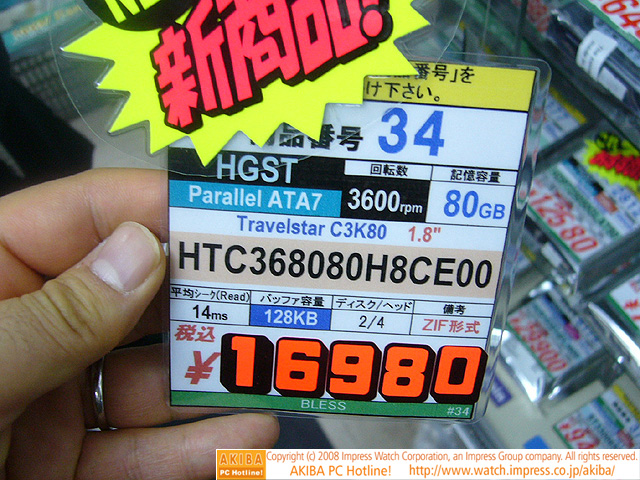 新商品!
番号」を
け下さい。
商品番号 34
HGST
回転数
記憶容量
Parallel ATA7
3600rpm
80GB
Travelstar C3K80 1.8"
HTC368080H8CE00
平均シーク(Read)
バッファ容量
ディスク/ヘッド
備考
14ms
128KB
2/4
ZIF形式
税込
¥16980
BLESS
#34
AKIBA
PC Hotline!
Copyright (c) 2008 Impress Watch Corporation, an Impress Group company. All rights reserved.
AKIBA PC Hotline! http://www.watch.impress.co.jp/akiba/